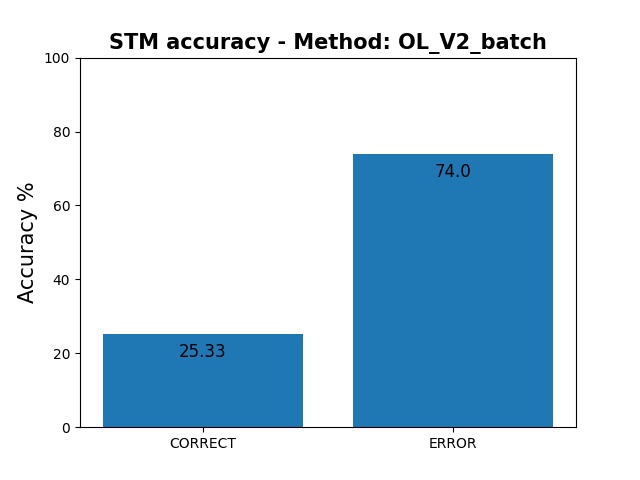 STM accuracy - Method: OL_V2_batch
100
80
60
40
20
0
Accuracy %
25.33
74.0
CORRECT
ERROR